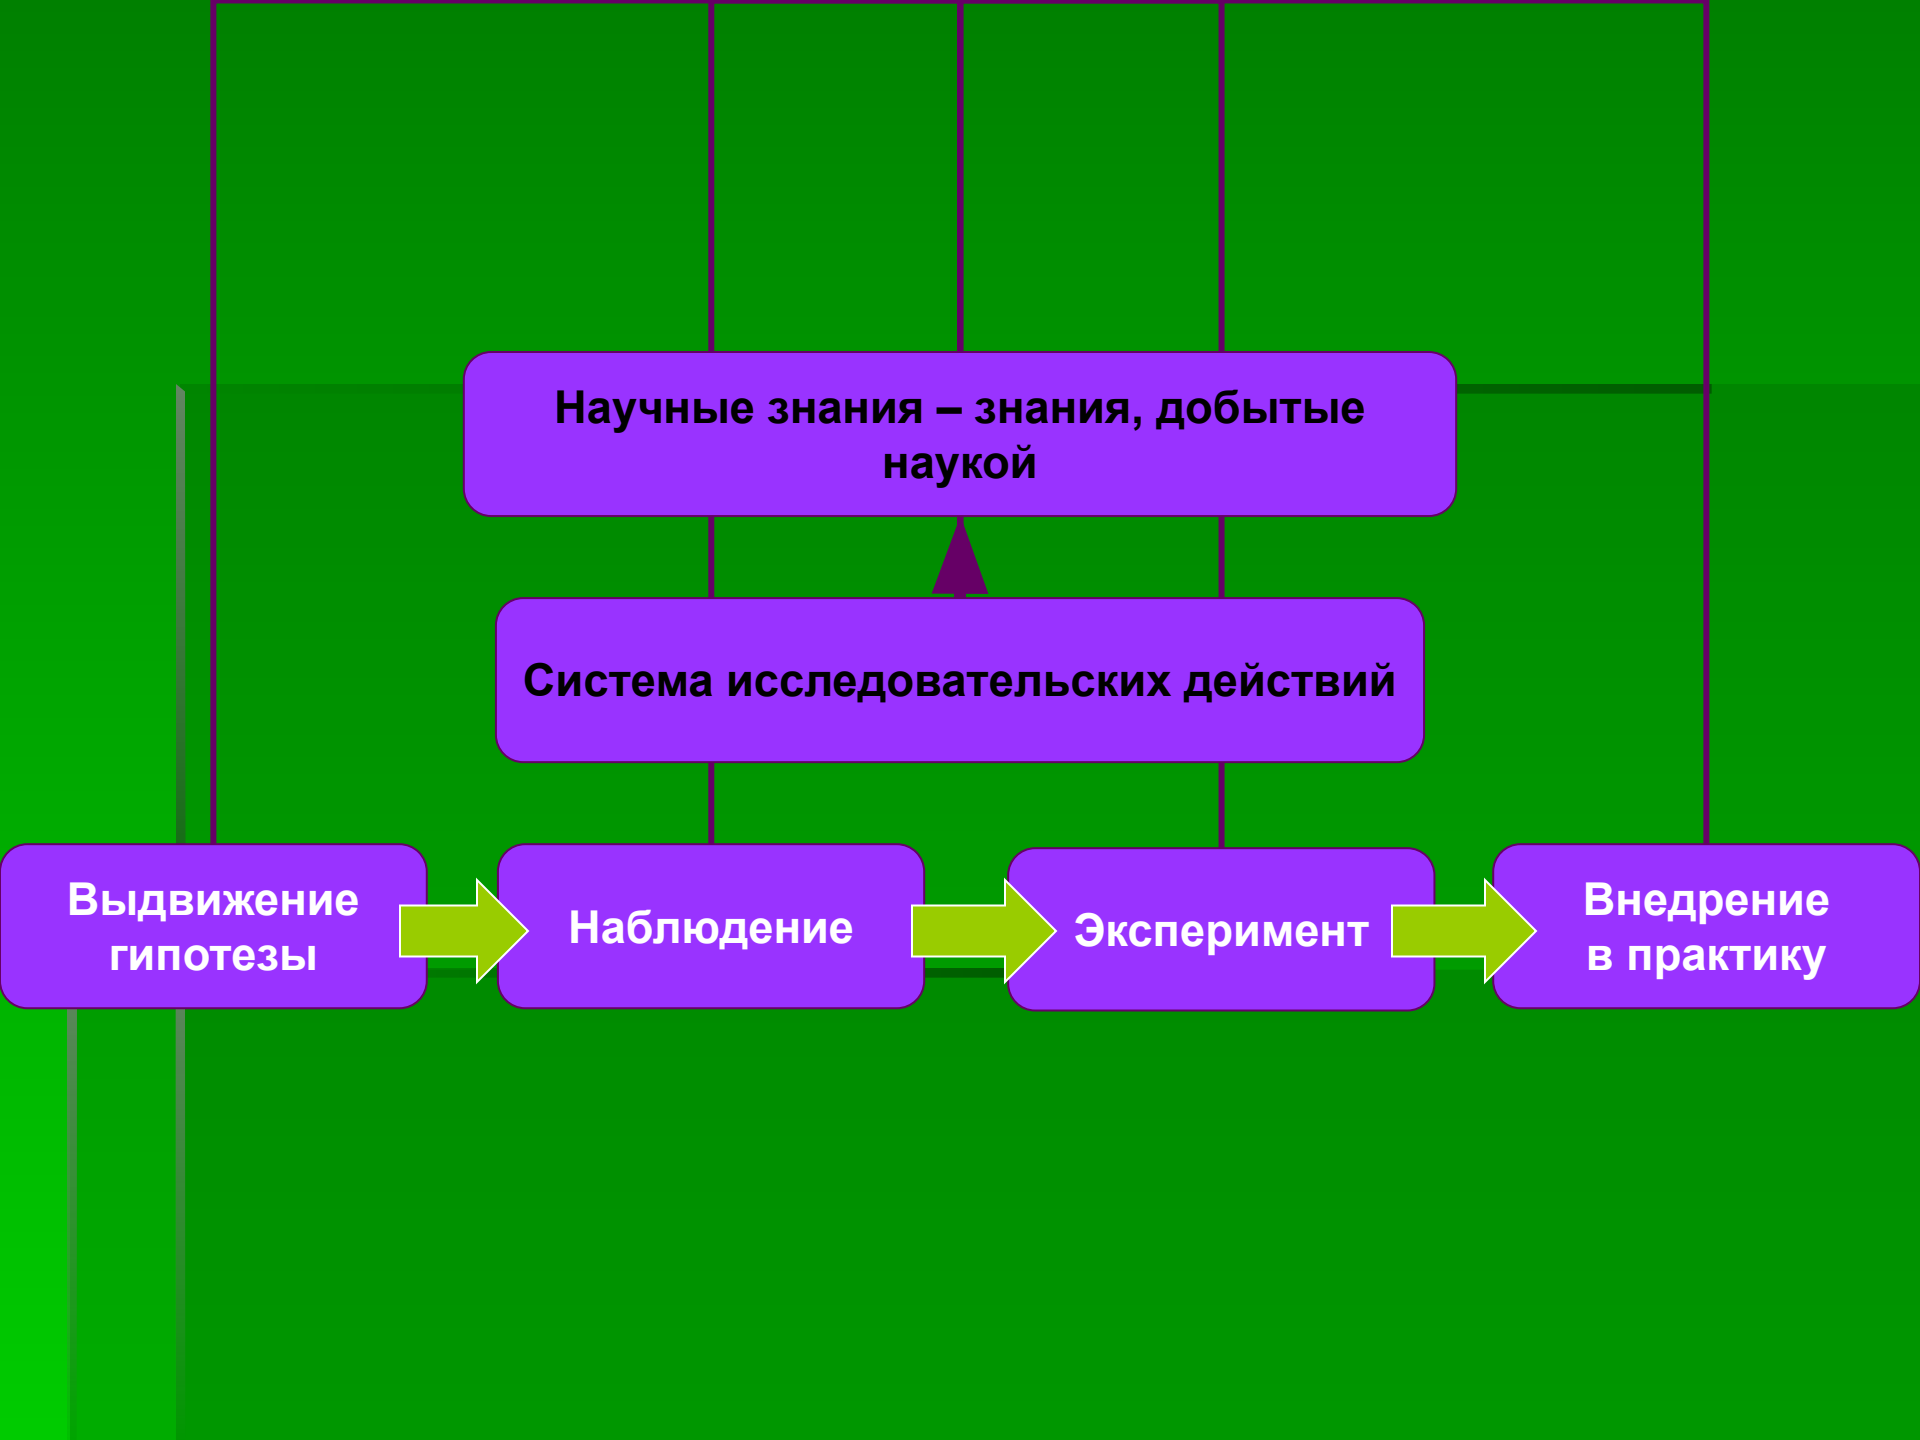 Научные знания – знания, добытые
наукой
Система исследовательских действий
Выдвижение
гипотезы
Наблюдение
Эксперимент
Внедрение
в практику